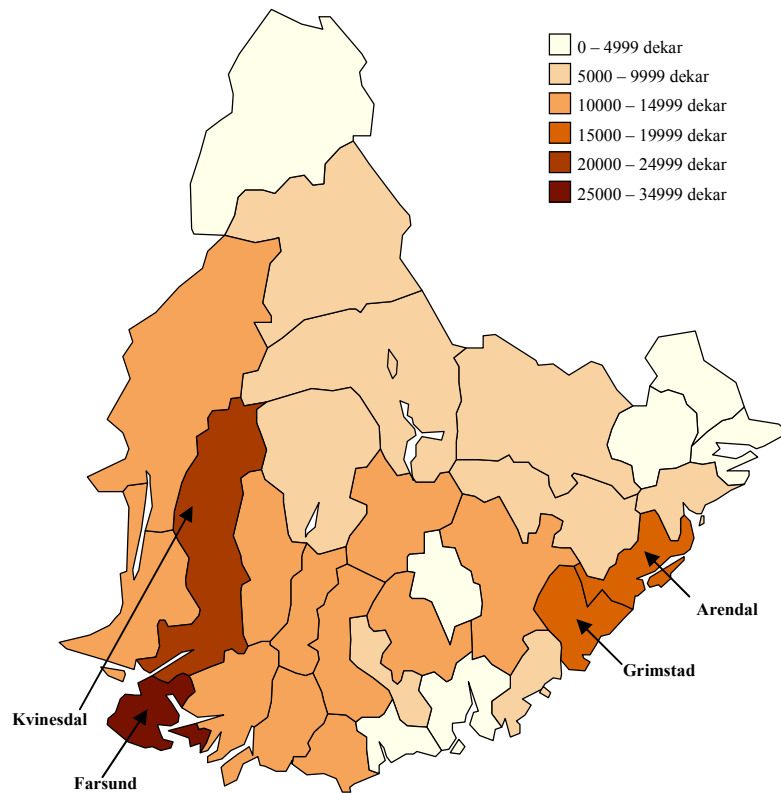 0 – 4999 dekar
5000 – 9999 dekar
10000 – 14999 dekar
15000 – 19999 dekar
20000 – 24999 dekar
25000 – 34999 dekar
Arendal
Grimstad
Kvinesdal
Farsund